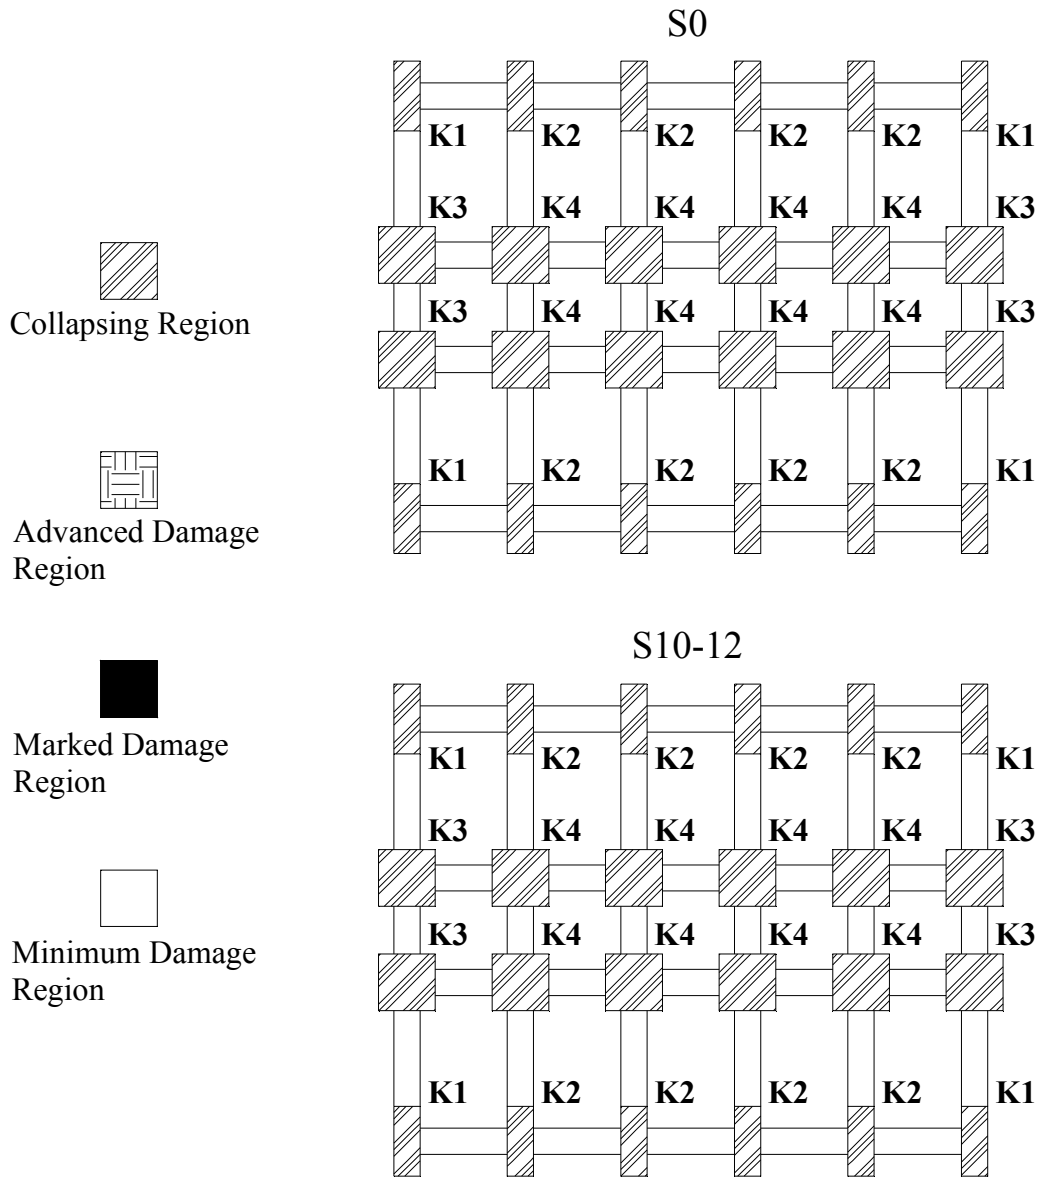 S0
K1 K2 K2 K2 K2 K1
K3 K4 K4 K4 K4 K3
K3 K4 K4 K4 K4 K3
K1 K2 K2 K2 K2 K1
Collapsing Region
Advanced Damage
Region
Marked Damage
Region
Minimum Damage
Region
S10-12
K1 K2 K2 K2 K2 K1
K3 K4 K4 K4 K4 K3
K3 K4 K4 K4 K4 K3
K1 K2 K2 K2 K2 K1